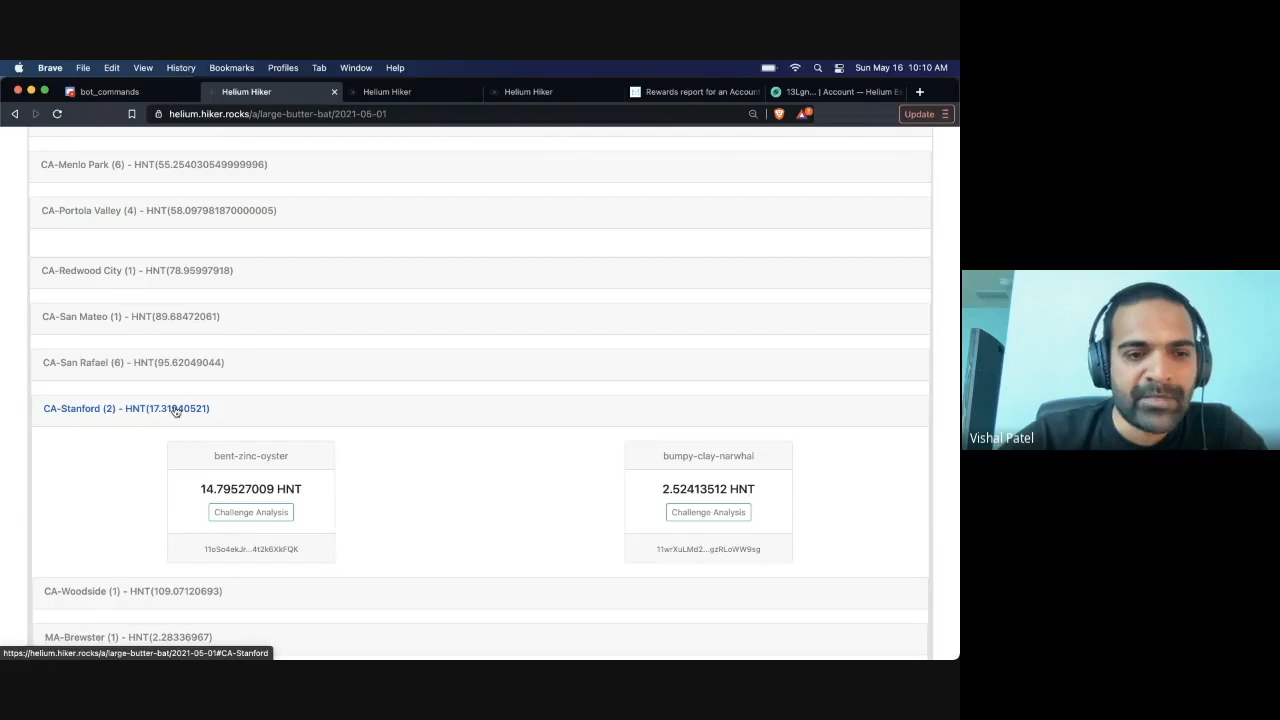 Brave File Edit View History Bookmarks Profiles Tab Window Help Sun May 16 10:10 AM
bot_commands Helium Hiker Helium Hiker Helium Hiker Rewards report for an Accoun 13Lgn... | Account — Helium E
helium.hiker.rocks/a/large-butter-bat/2021-05-01 Update
CA-Menlo Park (6) - HNT(55.254030549999996)
CA-Portola Valley (4) - HNT(58.097981870000005)
CA-Redwood City (1) - HNT(78.95997918)
CA-San Mateo (1) - HNT(89.68472061)
CA-San Rafael (6) - HNT(95.62049044)
CA-Stanford (2) - HNT(17.31940521)
bent-zinc-oyster bumpy-clay-narwhal
14.79527009 HNT 2.52413512 HNT
Challenge Analysis Challenge Analysis
11oSo4ekJr...4t2k6XkFQK 11wrXuLMd2...gzRLoWW9sg
Vishal Patel
CA-Woodside (1) - HNT(109.07120693)
MA-Brewster (1) - HNT(2.28336967)
https://helium.hiker.rocks/a/large-butter-bat/2021-05-01#CA-Stanford